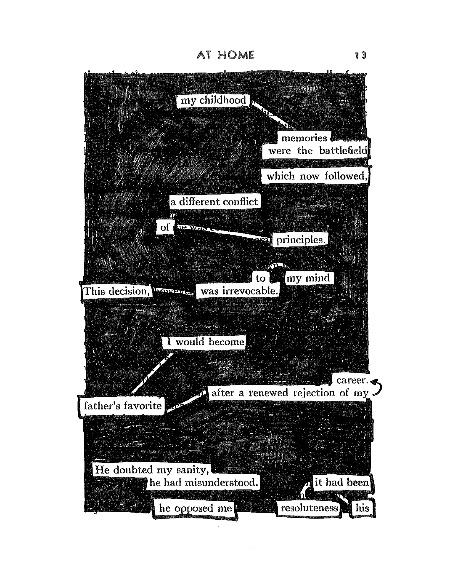 AT HOME 13
my childhood
memories
were the battlefield
which now followed,
a different conflict
of
principles.
to my mind
This decision, was irrevocable.
I would become
career.
after a renewed rejection of my
father's favorite
He doubted my sanity,
he had misunderstood. it had been
he opposed me resoluteness his